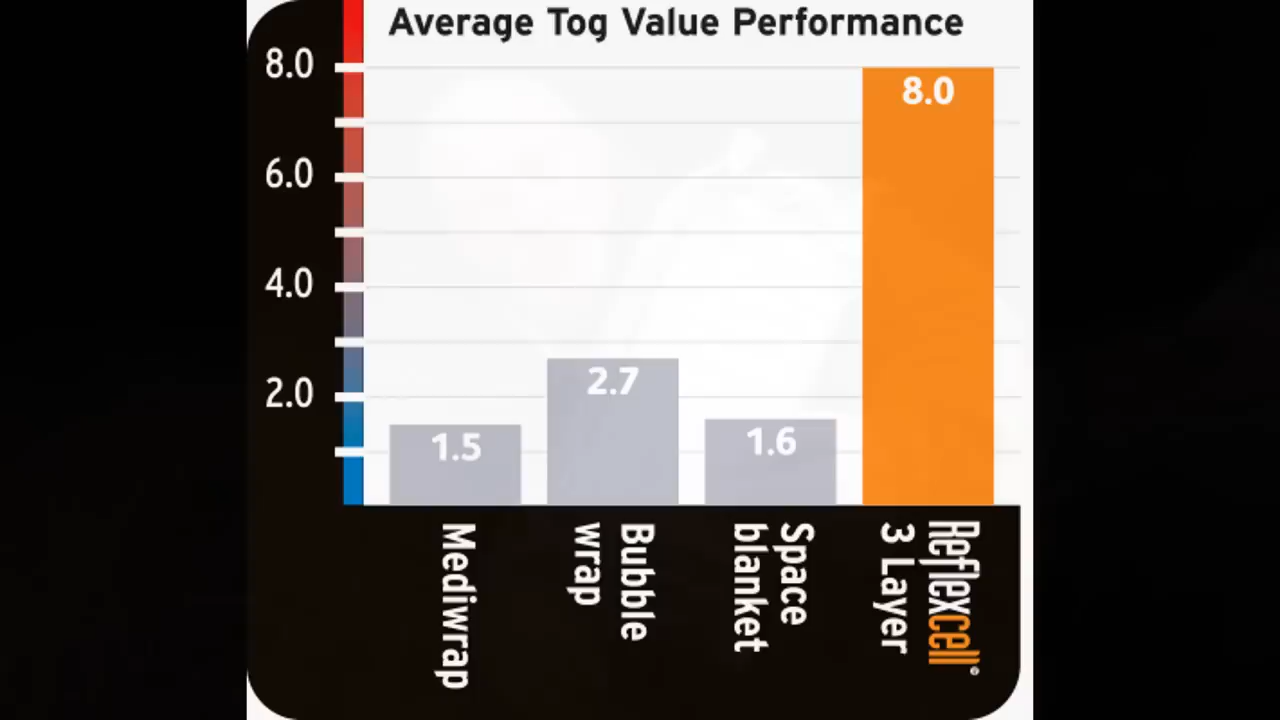 Average Tog Value Performance
8.0
6.0
4.0
2.0
1.5
2.7
1.6
8.0
Mediwrap
Bubble
wrap
Space
blanket
Reflexcell®
3 Layer